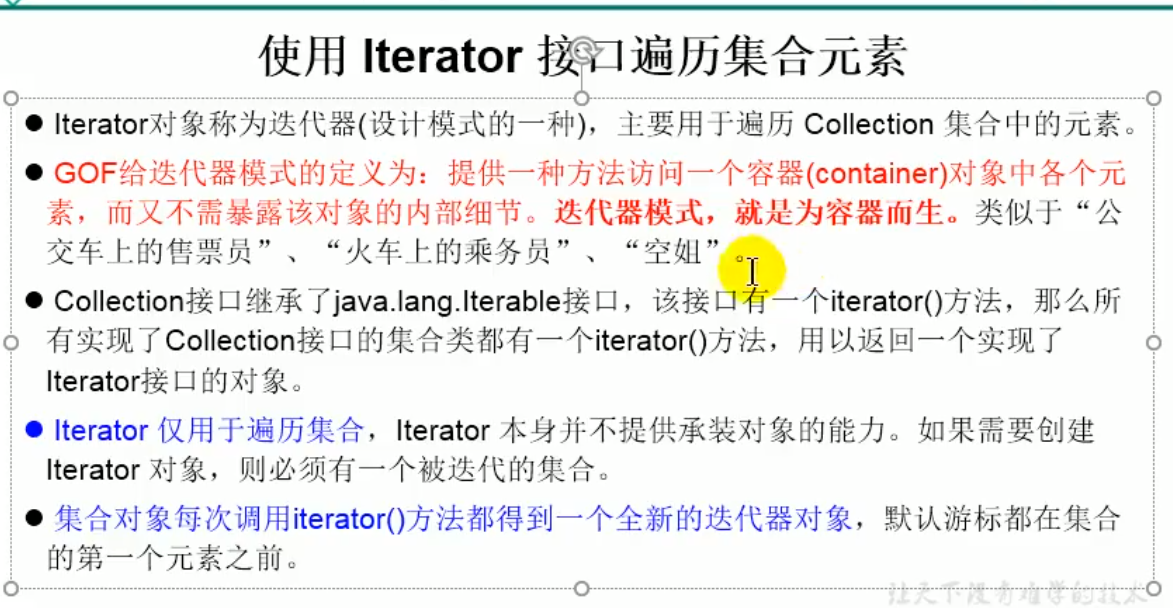 使用 Iterator 接口遍历集合元素
Iterator对象称为迭代器(设计模式的一种)，主要用于遍历 Collection 集合中的元素。
GOF给迭代器模式的定义为：提供一种方法访问一个容器(container)对象中各个元
素，而又不需暴露该对象的内部细节。迭代器模式，就是为容器而生。类似于“公
交车上的售票员”、“火车上的乘务员”、“空姐”。
Collection接口继承了java.lang.Iterable接口，该接口有一个iterator()方法，那么所
有实现了Collection接口的集合类都有一个iterator()方法，用以返回一个实现了
Iterator接口的对象。
Iterator 仅用于遍历集合，Iterator 本身并不提供承装对象的能力。如果需要创建
Iterator 对象，则必须有一个被迭代的集合。
集合对象每次调用iterator()方法都得到一个全新的迭代器对象，默认游标都在集合
的第一个元素之前。
让天下没有难学的技术